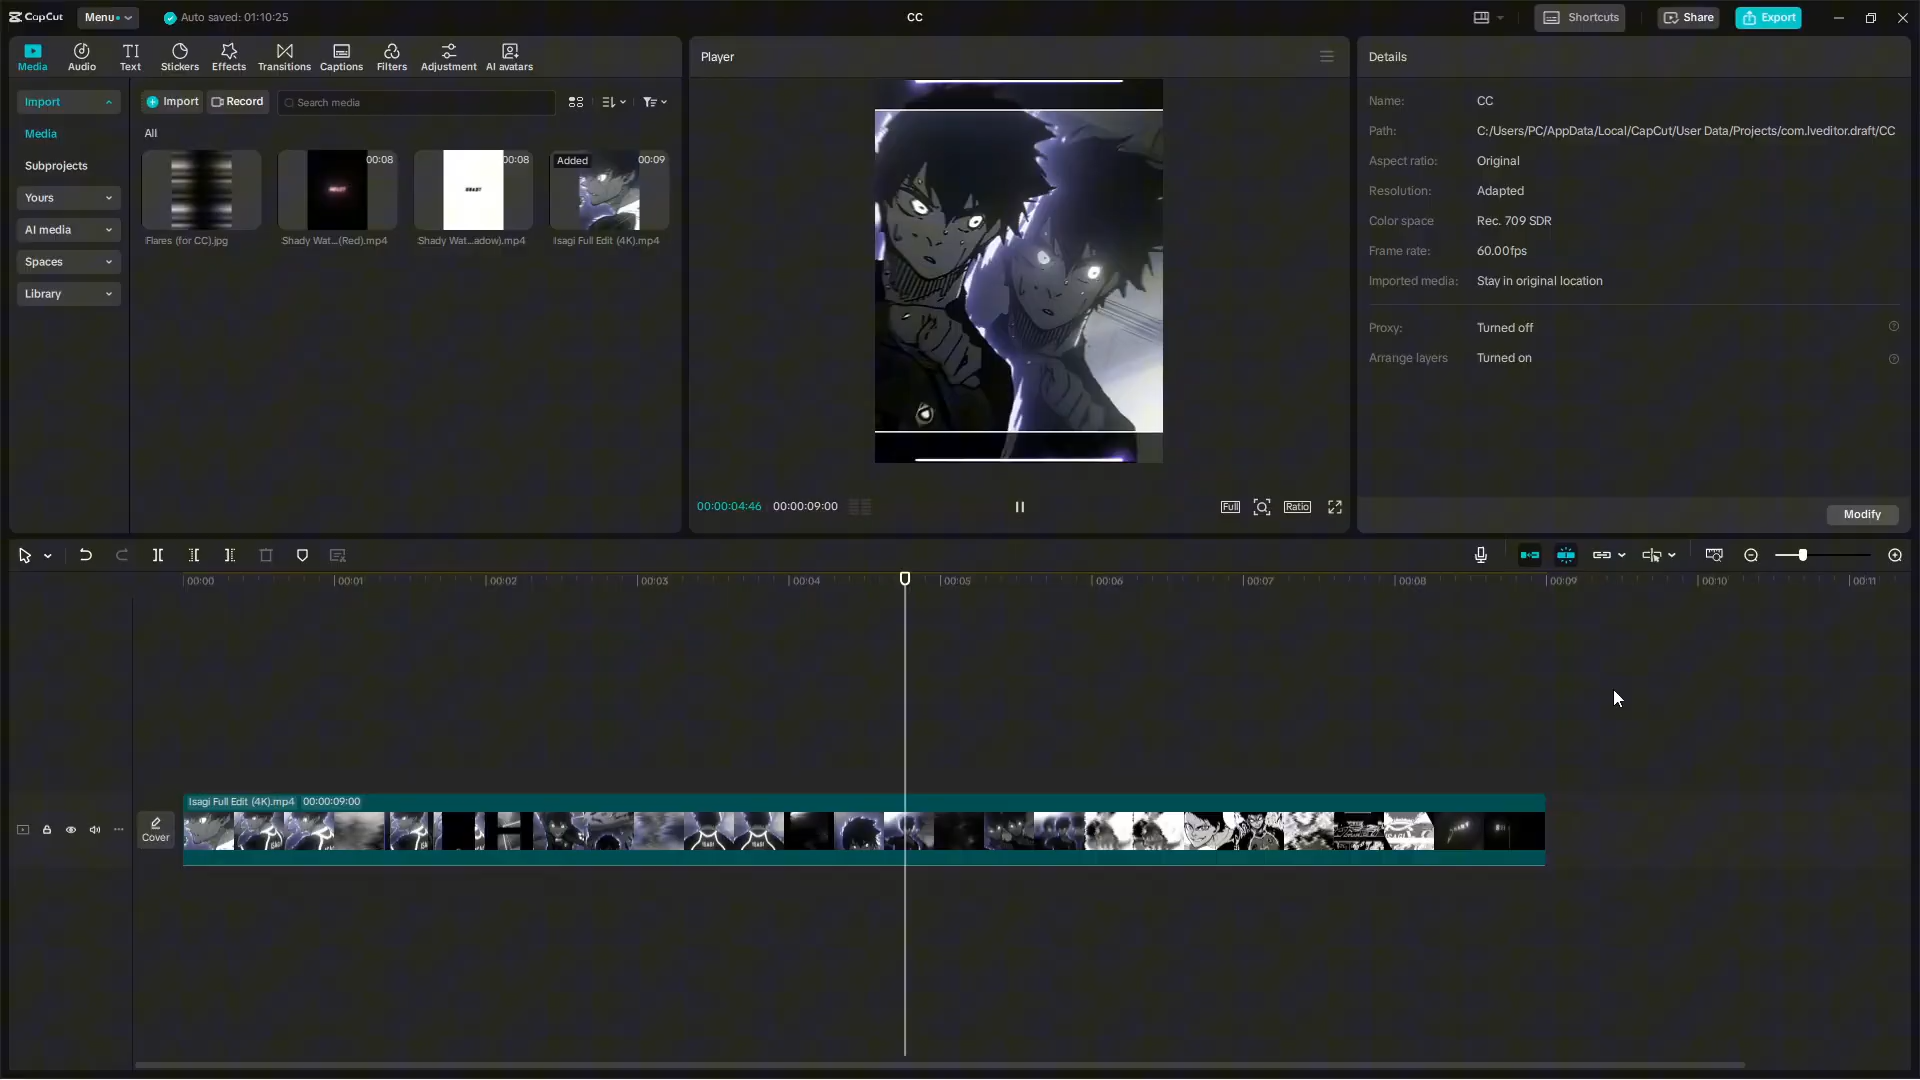 CapCut
Menu
Auto saved: 01:10:25
CC
Shortcuts
Share
Export
Media
Audio
TI
Text
Stickers
Effects
Transitions
Captions
Filters
Adjustment
AI avatars
Import
Media
Subprojects
Yours
AI media
Spaces
Library
Import
Record
Search media
All
Flares (for CC).jpg
00:08
Shady Wat...(Red).mp4
00:08
Shady Wat...adow).mp4
Added
00:09
Isagi Full Edit (4K).mp4
Player
00:00:04:46
00:00:09:00
Full
Ratio
Details
Name:
CC
Path:
C:/Users/PC/AppData/Local/CapCut/User Data/Projects/com.lveditor.draft/CC
Aspect ratio:
Original
Resolution:
Adapted
Color space
Rec. 709 SDR
Frame rate:
60.00fps
Imported media:
Stay in original location
Proxy:
Turned off
Arrange layers
Turned on
Modify
00:00
00:01
00:02
00:03
00:04
00:05
00:06
00:07
00:08
00:09
00:10
00:11
Cover
Isagi Full Edit (4K).mp4
00:00:09:00
ISAGI
ISAGI